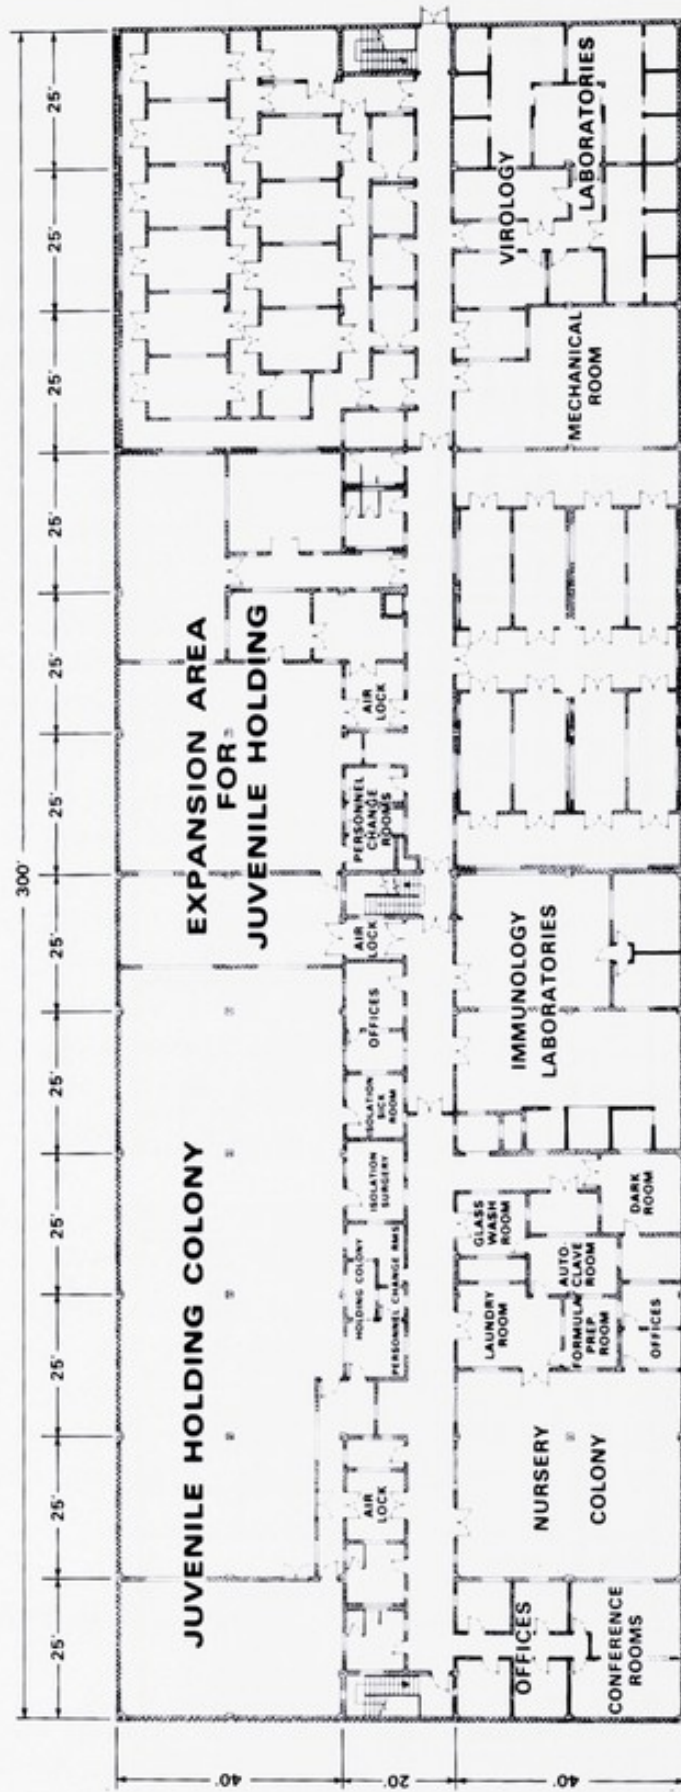 300'
25'
25'
25'
25'
25'
25'
25'
25'
25'
25'
25'
25'
40'
20'
40'
JUVENILE HOLDING COLONY
EXPANSION AREA
FOR
JUVENILE HOLDING
AIR
LOCK
HOLDING COLONY
PERSONNEL CHANGE RMS
ISOLATION
SURGERY
ISOLATION
SICK
ROOM
OFFICES
AIR
LOCK
PERSONNEL
CHANGE
ROOMS
AIR
LOCK
OFFICES
CONFERENCE
ROOMS
NURSERY
COLONY
LAUNDRY
ROOM
FORMULA
PREP
ROOM
OFFICES
GLASS
WASH
ROOM
AUTO-
CLAVE
ROOM
DARK
ROOM
IMMUNOLOGY
LABORATORIES
MECHANICAL
ROOM
VIROLOGY
LABORATORIES